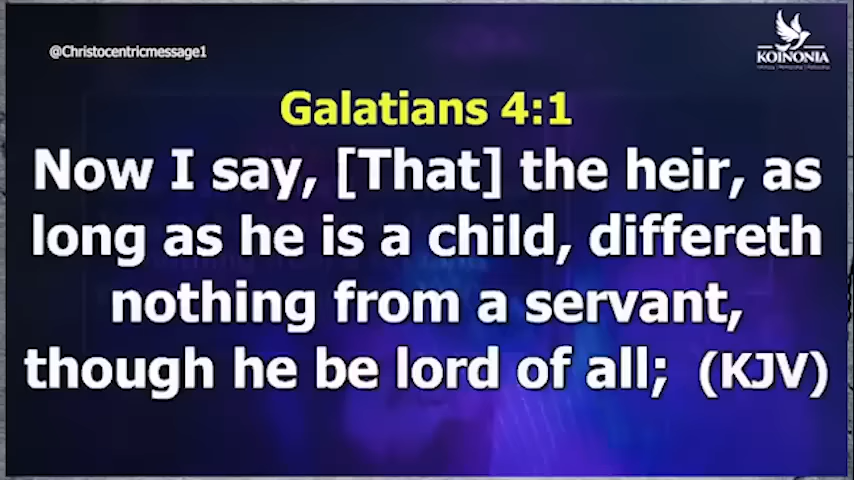 @Christocentricmessage1
KOINONIA
Galatians 4:1
Now I say, [That] the heir, as
long as he is a child, differeth
nothing from a servant,
though he be lord of all; (KJV)